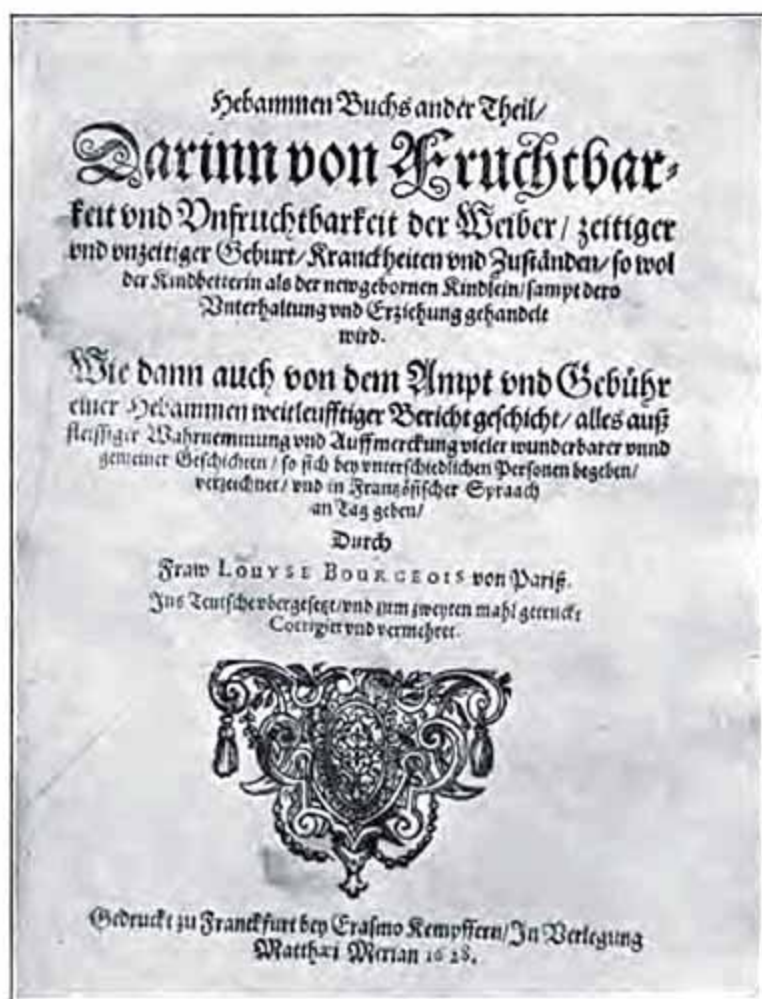 Hebammen Buchs ander Theil/
Darinn von Fruchtbar-
keit vnd Vnfruchtbarkeit der Weiber/ zeitiger
vnd vnzeitiger Geburt/ Kranckheiten vnd Zuständen/ so wol
der Kindbetterin als der newgebornen Kindlein/ sampt dero
Vnterhaltung vnd Erziehung gehandelt
wird.
Wie dann auch von dem Ampt vnd Gebühr
einer Hebammen weitleufftiger Bericht geschicht/ alles auß
fleissiger Wahrnemmung vnd Auffmerckung vieler wunderbarer vnnd
gemeiner Geschichten/ so sich bey vnterschiedlichen Personen begeben/
verzeichnet/ vnd in Französischer Spraach
an Tag geben/
Durch
Fraw LOUYSE BOURGEOIS von Pariß.
Ins Teutsche vbergesetzt/ vnd zum zweyten mahl getruckt
Corrigirt vnd vermehret.
Gedruckt zu Franckfurt bey Erasmo Kempffern/ In Verlegung
Matthæi Merian 1628.